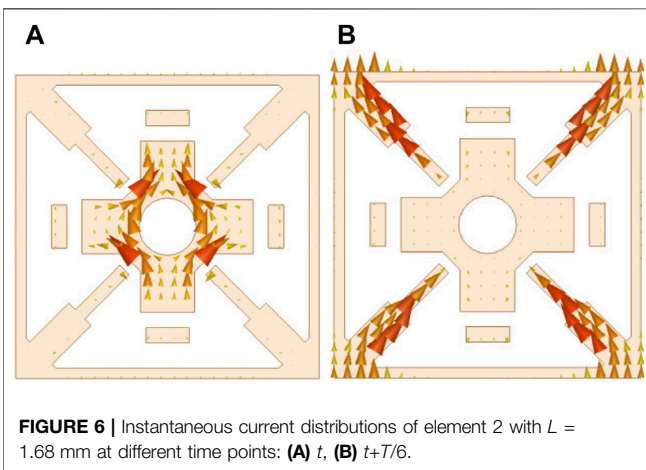 A
B
FIGURE 6 | Instantaneous current distributions of element 2 with L =
1.68 mm at different time points: (A) t, (B) t+T/6.